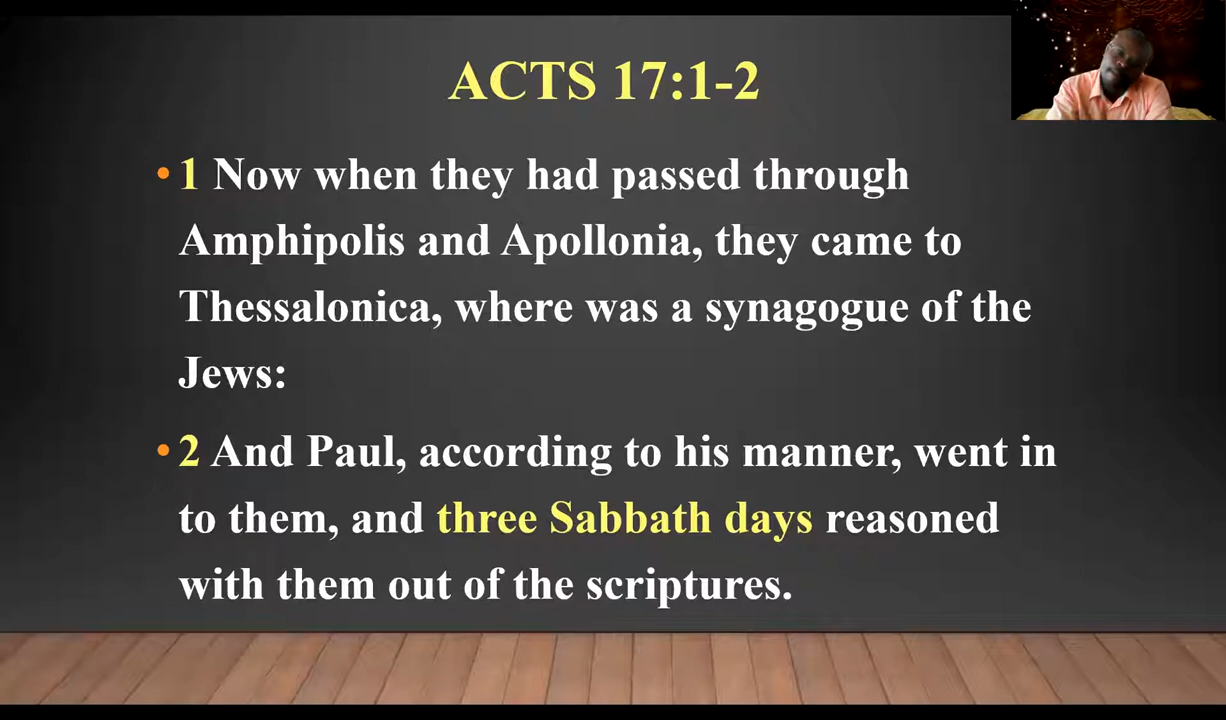 ACTS 17:1-2
• 1 Now when they had passed through
Amphipolis and Apollonia, they came to
Thessalonica, where was a synagogue of the
Jews:
• 2 And Paul, according to his manner, went in
to them, and three Sabbath days reasoned
with them out of the scriptures.